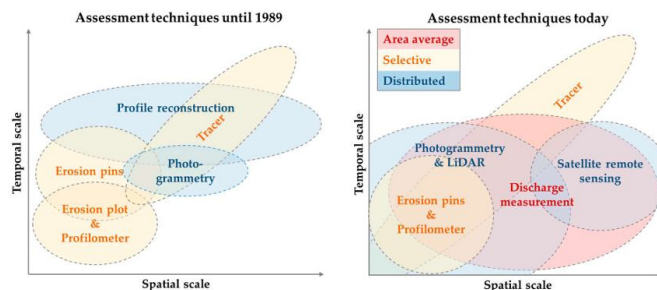 Assessment techniques until 1989
Temporal scale
Profile reconstruction
Tracer
Photo-
grammetry
Erosion pins
Erosion plot
&
Profilometer
Spatial scale
Assessment techniques today
Area average
Selective
Distributed
Temporal scale
Tracer
Photogrammetry
& LiDAR
Satellite remote
sensing
Discharge
measurement
Erosion pins
&
Profilometer
Spatial scale